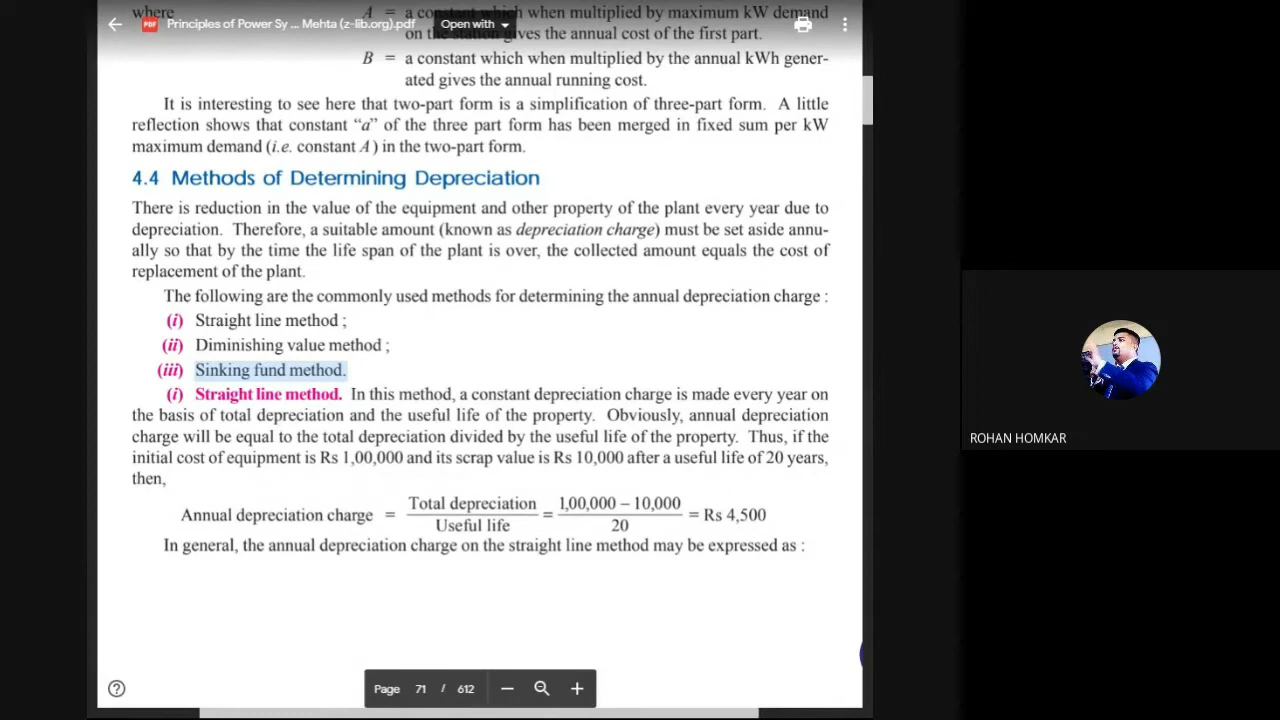 where A = a constant which when multiplied by maximum kW demand
Principles of Power Sy ... Mehta (z-lib.org).pdf
Open with
on the station gives the annual cost of the first part.
B = a constant which when multiplied by the annual kWh gener-
ated gives the annual running cost.
It is interesting to see here that two-part form is a simplification of three-part form. A little
reflection shows that constant “a” of the three part form has been merged in fixed sum per kW
maximum demand (i.e. constant A) in the two-part form.
4.4 Methods of Determining Depreciation
There is reduction in the value of the equipment and other property of the plant every year due to
depreciation. Therefore, a suitable amount (known as depreciation charge) must be set aside annu-
ally so that by the time the life span of the plant is over, the collected amount equals the cost of
replacement of the plant.
The following are the commonly used methods for determining the annual depreciation charge :
(i) Straight line method ;
(ii) Diminishing value method ;
(iii) Sinking fund method.
(i) Straight line method. In this method, a constant depreciation charge is made every year on
the basis of total depreciation and the useful life of the property. Obviously, annual depreciation
charge will be equal to the total depreciation divided by the useful life of the property. Thus, if the
initial cost of equipment is Rs 1,00,000 and its scrap value is Rs 10,000 after a useful life of 20 years,
then,
Annual depreciation charge = Total depreciation / Useful life = 1,00,000 – 10,000 / 20 = Rs 4,500
In general, the annual depreciation charge on the straight line method may be expressed as :
Page 71 / 612
ROHAN HOMKAR